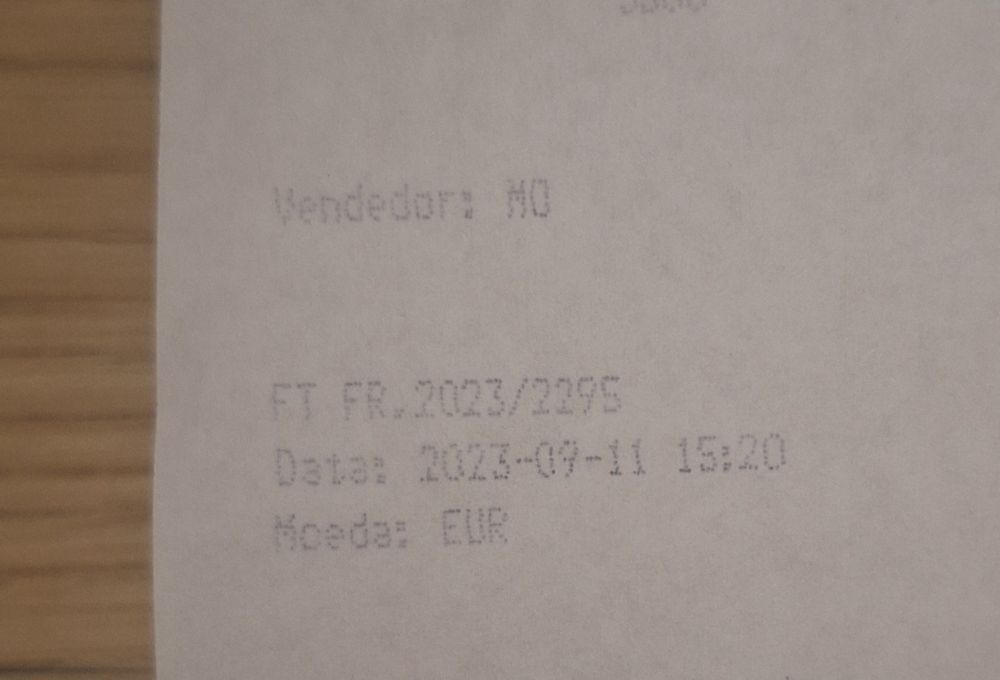 Vendedor: MO
FT FR.2023/2295
Data: 2023-09-11 15:20
Moeda: EUR